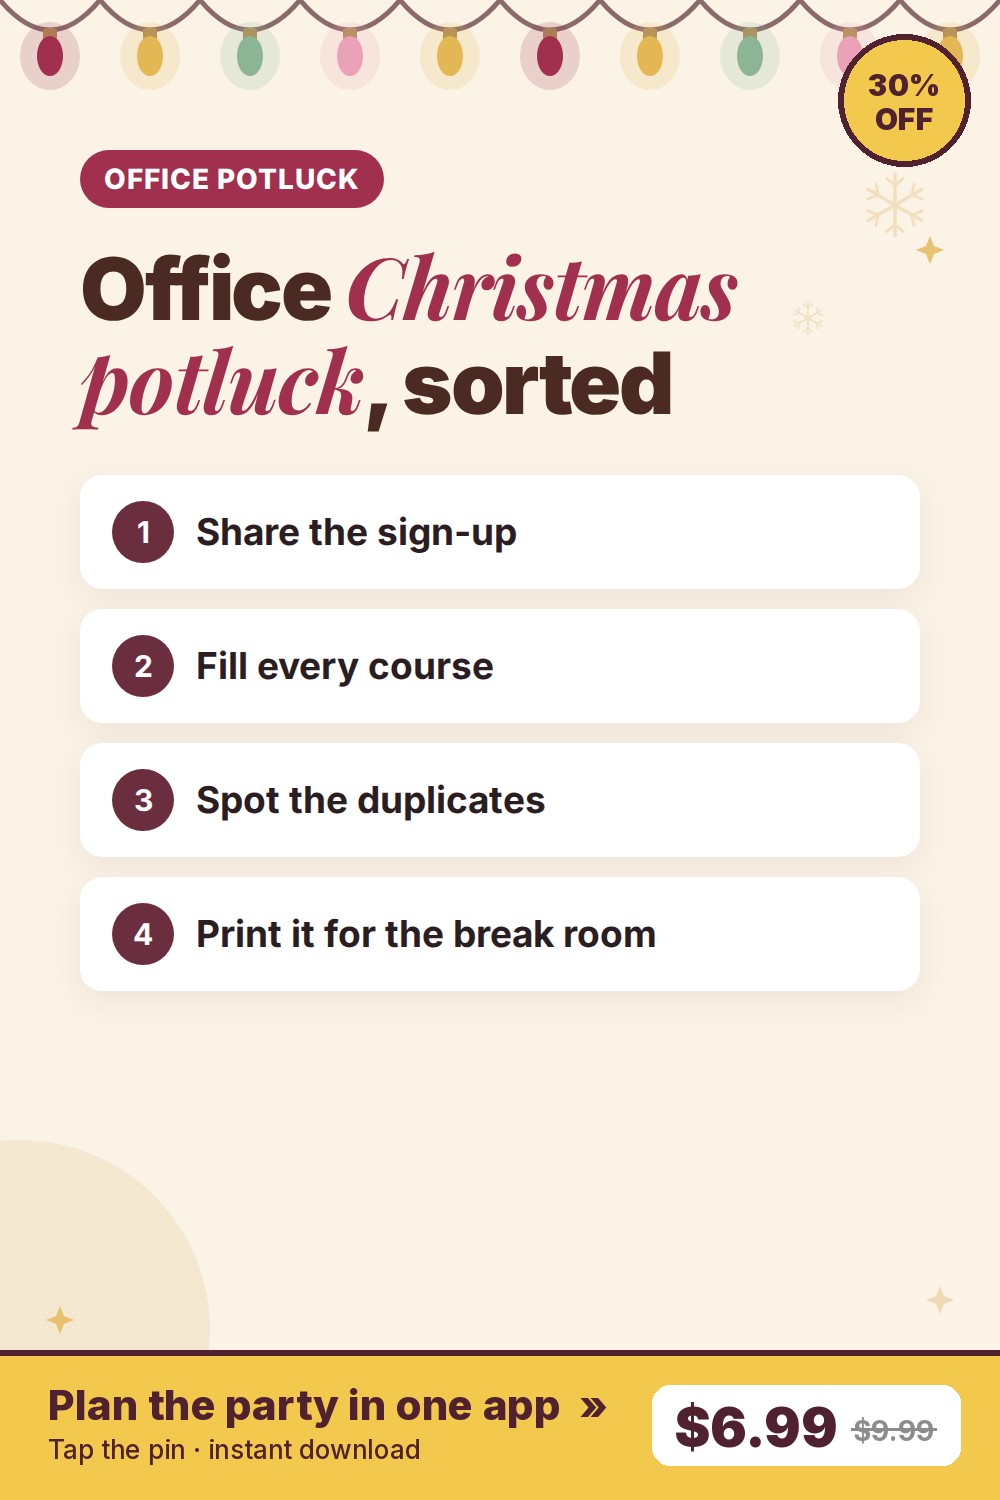 30%
OFF
OFFICE POTLUCK
Office Christmas
potluck, sorted
1 Share the sign-up
2 Fill every course
3 Spot the duplicates
4 Print it for the break room
Plan the party in one app »
Tap the pin · instant download
$6.99 $9.99